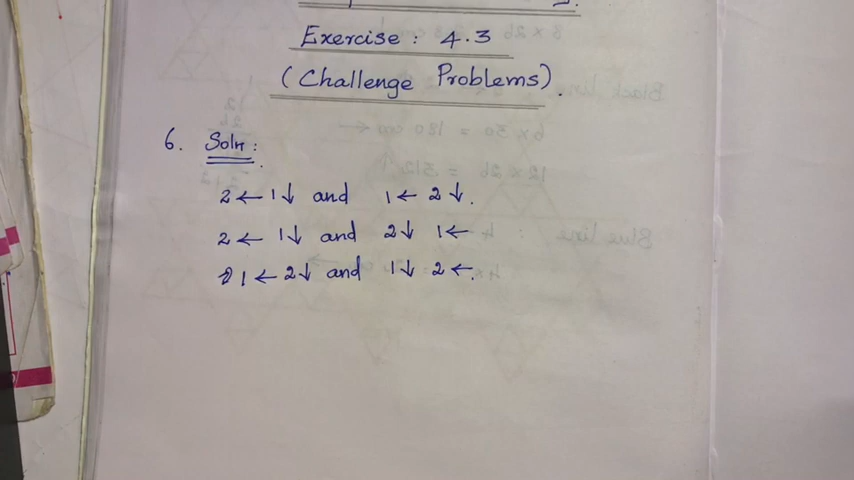 Exercise : 4.3
(Challenge Problems).
6. Soln :
2 ← 1 ↓ and 1 ← 2 ↓.
2 ← 1 ↓ and 2 ↓ 1 ←
1 ← 2 ↓ and 1 ↓ 2 ←.